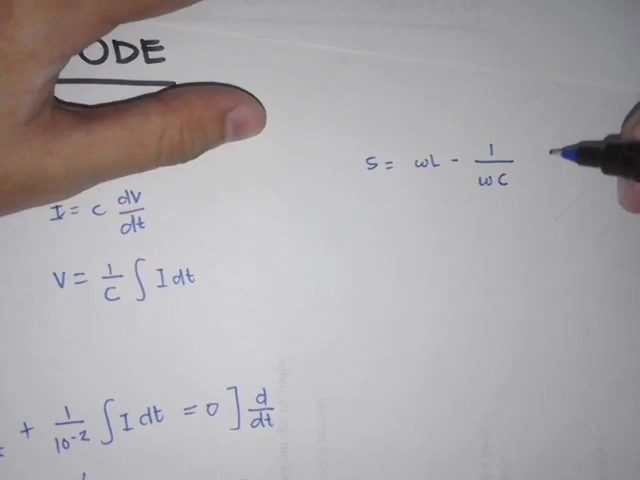 ODE
S = ωL - 1/ωC
I = C dV/dt
V = 1/C ∫ I dt
+ 1/10⁻² ∫ I dt = 0 ] d/dt